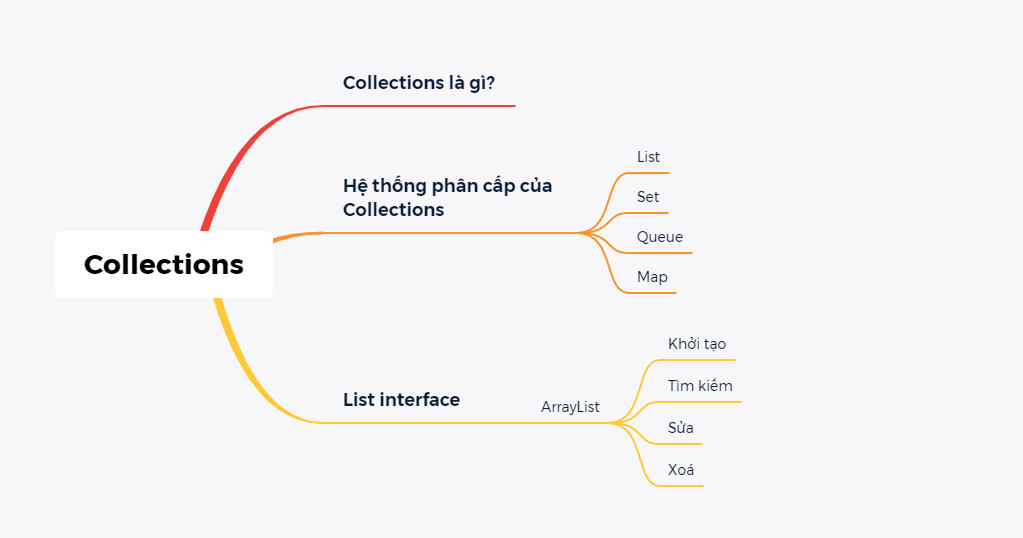 Collections là gì?
Hệ thống phân cấp của
Collections
List
Set
Queue
Map
Collections
List interface
ArrayList
Khởi tạo
Tìm kiếm
Sửa
Xoá